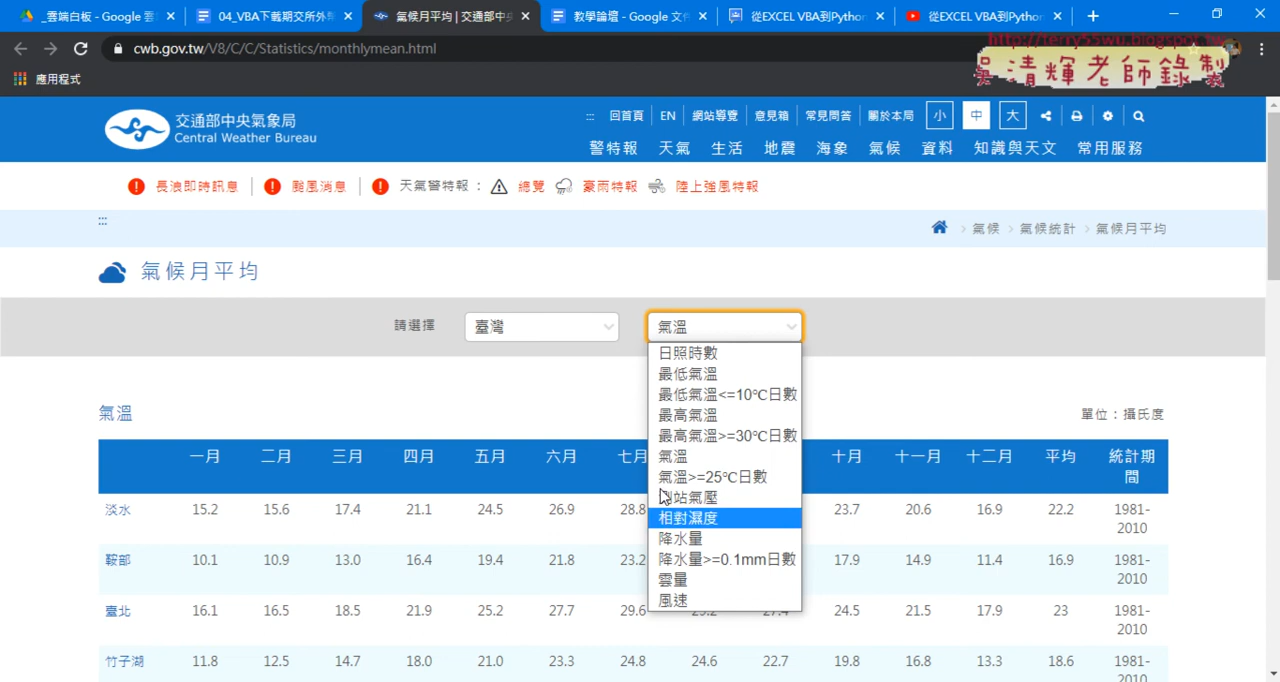 _雲端白板 - Google 雲
04_VBA下載期交所外幣
氣候月平均 | 交通部中央
教學論壇 - Google 文件
從EXCEL VBA到Python
從EXCEL VBA到Python
cwb.gov.tw/V8/C/C/Statistics/monthlymean.html
http://terry55wu.blogspot.tw
吳清輝老師錄製
應用程式
交通部中央氣象局
Central Weather Bureau
::: 回首頁 EN 網站導覽 意見箱 常見問答 關於本局 小 中 大
警特報 天氣 生活 地震 海象 氣候 資料 知識與天文 常用服務
長浪即時訊息 颱風消息 天氣警特報： 總覽 豪雨特報 陸上強風特報
:::
氣候 > 氣候統計 > 氣候月平均
氣候月平均
請選擇 臺灣 氣溫
日照時數
最低氣溫
最低氣溫<=10℃日數
最高氣溫
最高氣溫>=30℃日數
氣溫
氣溫>=25℃日數
站氣壓
相對濕度
降水量
降水量>=0.1mm日數
雲量
風速
氣溫 單位：攝氏度
一月 二月 三月 四月 五月 六月 七月 十月 十一月 十二月 平均 統計期間
淡水 15.2 15.6 17.4 21.1 24.5 26.9 28.8 23.7 20.6 16.9 22.2 1981-2010
鞍部 10.1 10.9 13.0 16.4 19.4 21.8 23.2 17.9 14.9 11.4 16.9 1981-2010
臺北 16.1 16.5 18.5 21.9 25.2 27.7 29.6 24.5 21.5 17.9 23 1981-2010
竹子湖 11.8 12.5 14.7 18.0 21.0 23.3 24.8 24.6 22.7 19.8 16.8 13.3 18.6 1981-2010